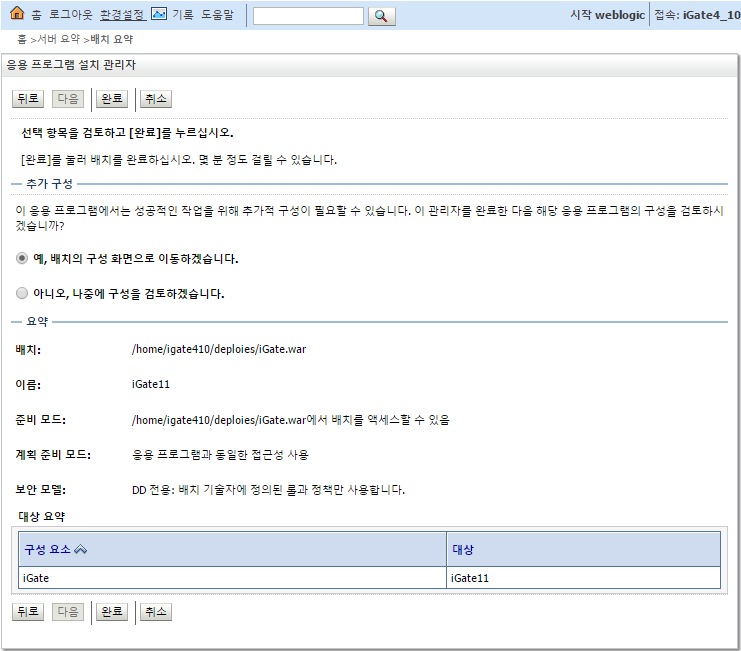 홈 로그아웃 환경설정 기록 도움말 시작 weblogic 접속: iGate4_10
홈 >서버 요약 >배치 요약
응용 프로그램 설치 관리자
뒤로 다음 완료 취소
선택 항목을 검토하고 [완료]를 누르십시오.
[완료]를 눌러 배치를 완료하십시오. 몇 분 정도 걸릴 수 있습니다.
추가 구성
이 응용 프로그램에서는 성공적인 작업을 위해 추가적 구성이 필요할 수 있습니다. 이 관리자를 완료한 다음 해당 응용 프로그램의 구성을 검토하시
겠습니까?
예, 배치의 구성 화면으로 이동하겠습니다.
아니오, 나중에 구성을 검토하겠습니다.
요약
배치: /home/igate410/deploies/iGate.war
이름: iGate11
준비 모드: /home/igate410/deploies/iGate.war에서 배치를 액세스할 수 있음
계획 준비 모드: 응용 프로그램과 동일한 접근성 사용
보안 모델: DD 전용: 배치 기술자에 정의된 롤과 정책만 사용합니다.
대상 요약
구성 요소 대상
iGate iGate11
뒤로 다음 완료 취소